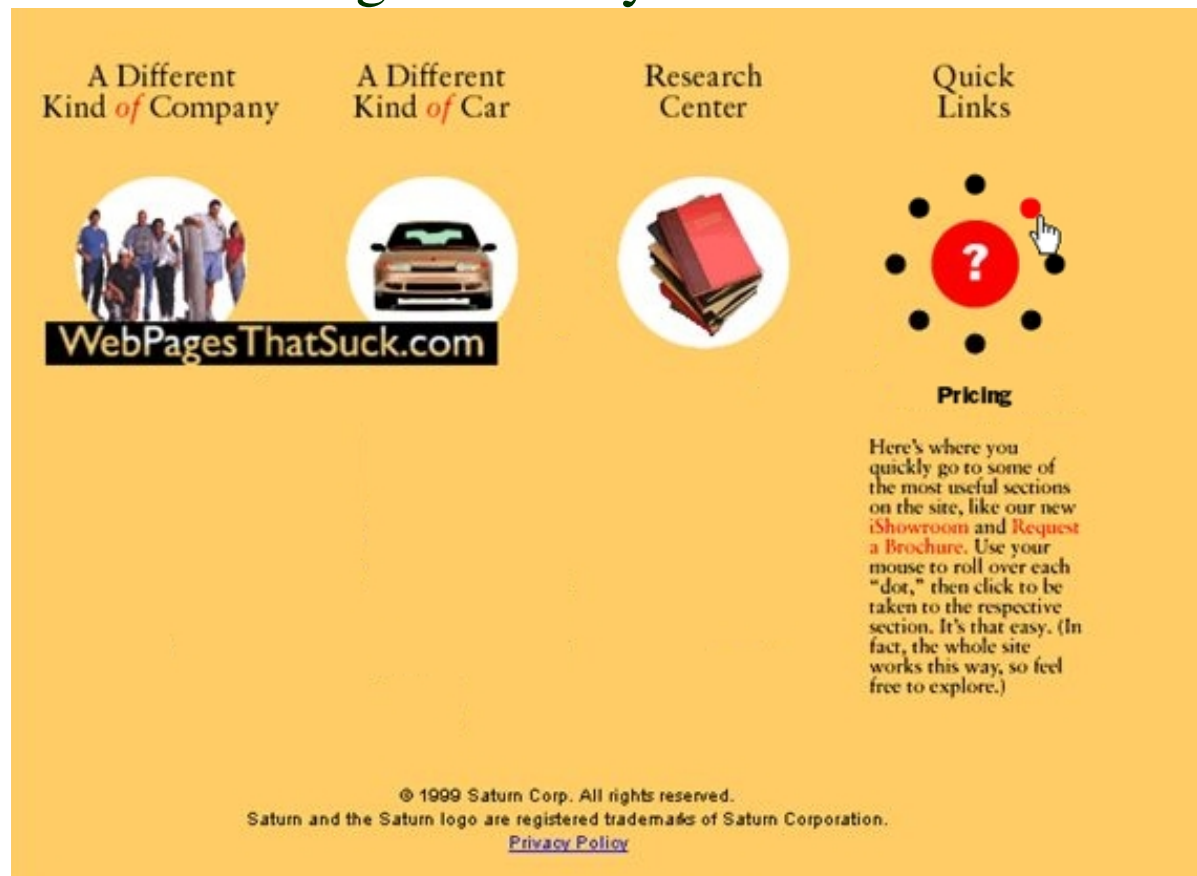 A Different
Kind of Company
A Different
Kind of Car
Research
Center
Quick
Links
?
WebPagesThatSuck.com
Pricing
Here's where you
quickly go to some of
the most useful sections
on the site, like our new
iShowroom and Request
a Brochure. Use your
mouse to roll over each
“dot,” then click to be
taken to the respective
section. It's that easy. (In
fact, the whole site
works this way, so feel
free to explore.)
© 1999 Saturn Corp. All rights reserved.
Saturn and the Saturn logo are registered trademarks of Saturn Corporation.
Privacy Policy